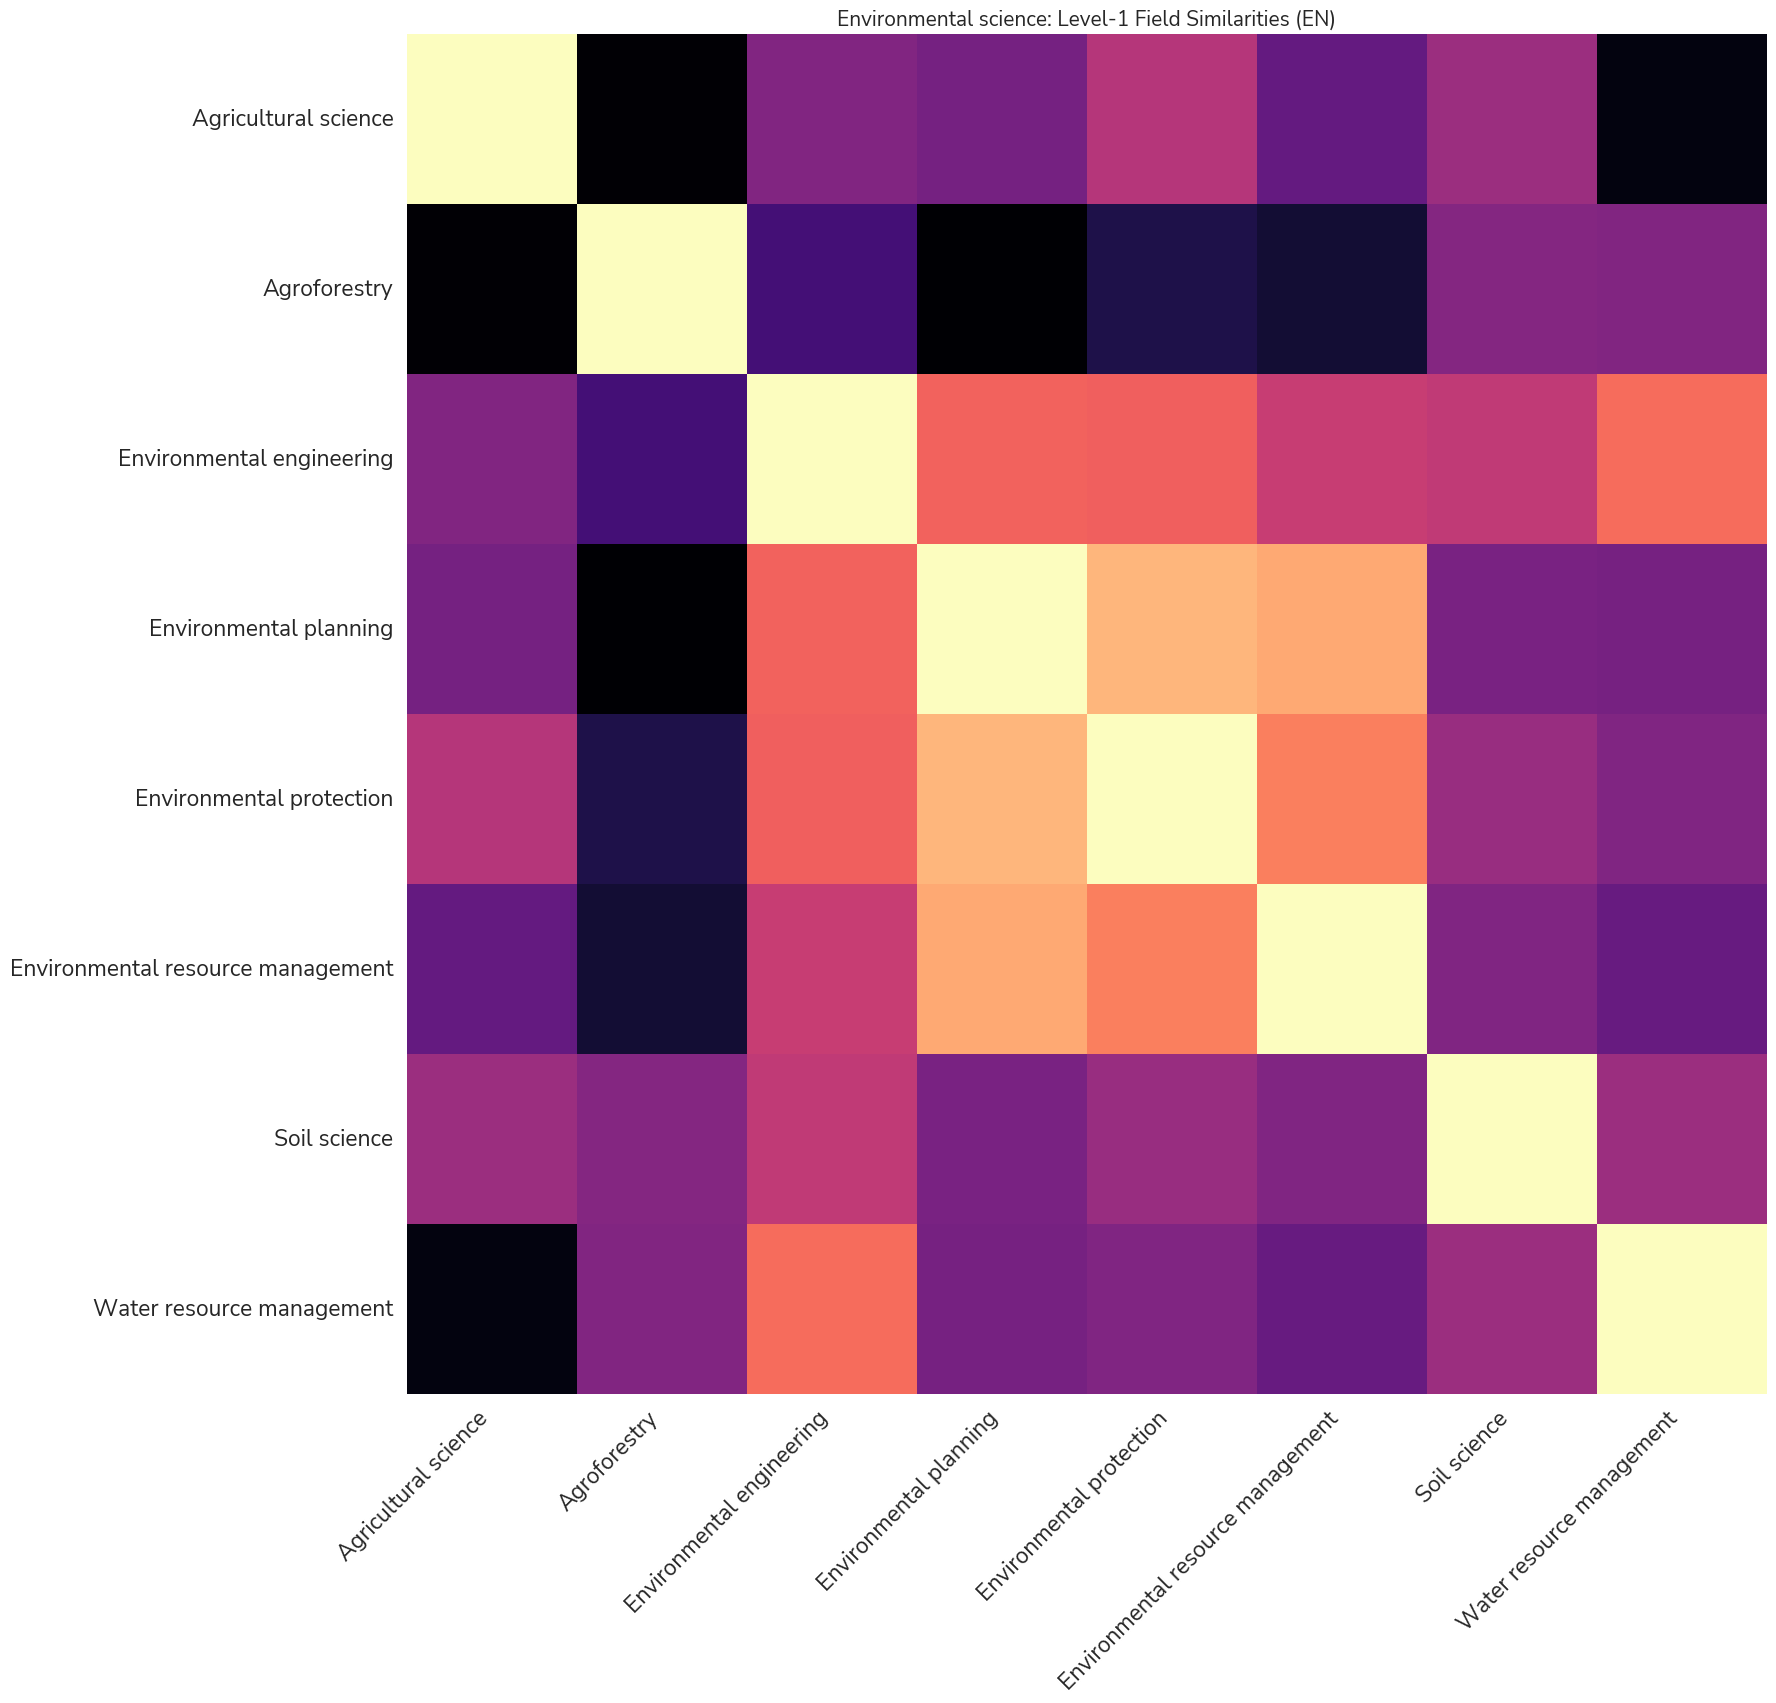 Environmental science: Level-1 Field Similarities (EN)
Agricultural science
Agroforestry
Environmental engineering
Environmental planning
Environmental protection
Environmental resource management
Soil science
Water resource management
Agricultural science
Agroforestry
Environmental engineering
Environmental planning
Environmental protection
Environmental resource management
Soil science
Water resource management